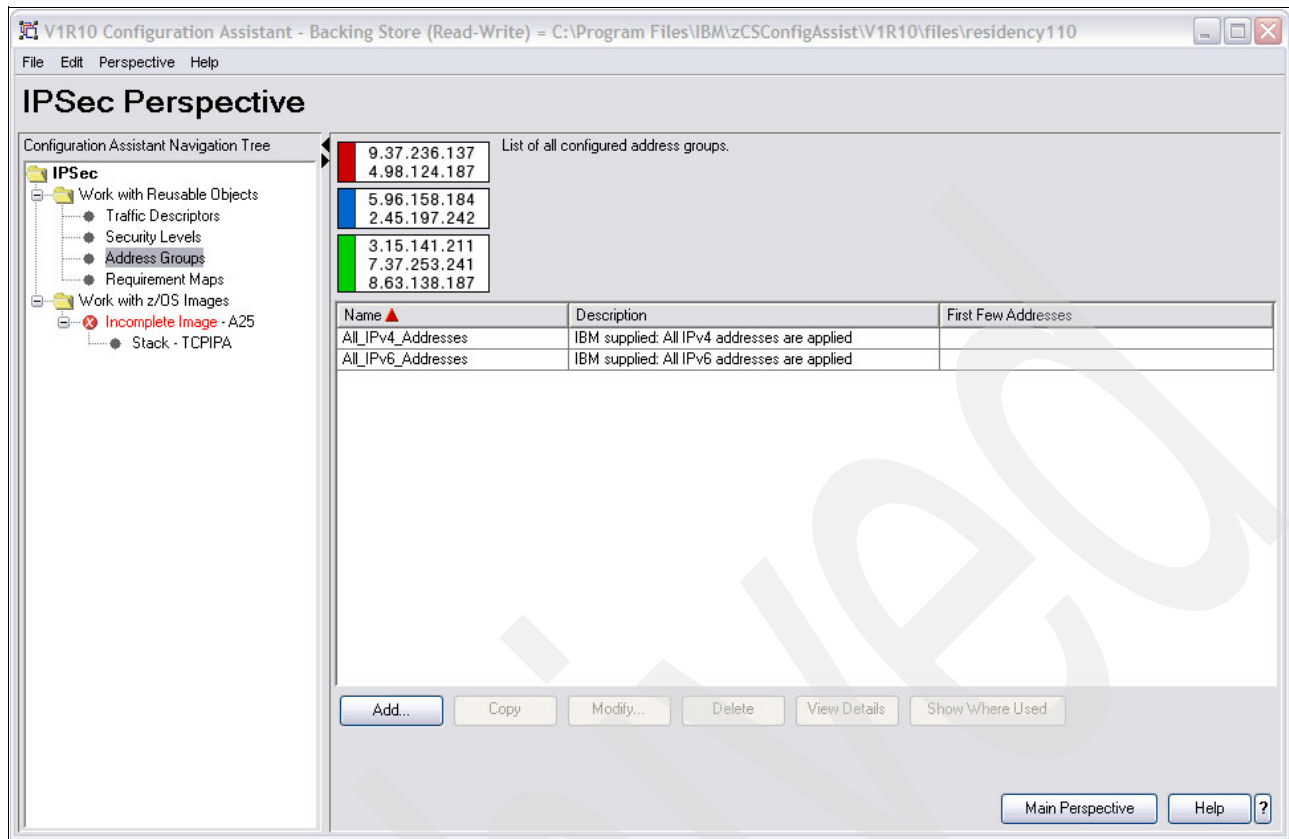 V1R10 Configuration Assistant - Backing Store (Read-Write) = C:\Program Files\IBM\zCSConfigAssist\V1R10\files\residency110
File Edit Perspective Help
IPSec Perspective
Configuration Assistant Navigation Tree
IPSec
Work with Reusable Objects
Traffic Descriptors
Security Levels
Address Groups
Requirement Maps
Work with z/OS Images
Incomplete Image - A25
Stack - TCPIPA
9.37.236.137
4.98.124.187
5.96.158.184
2.45.197.242
3.15.141.211
7.37.253.241
8.63.138.187
List of all configured address groups.
Name Description First Few Addresses
All_IPv4_Addresses IBM supplied: All IPv4 addresses are applied
All_IPv6_Addresses IBM supplied: All IPv6 addresses are applied
Add... Copy Modify... Delete View Details Show Where Used
Main Perspective Help ?